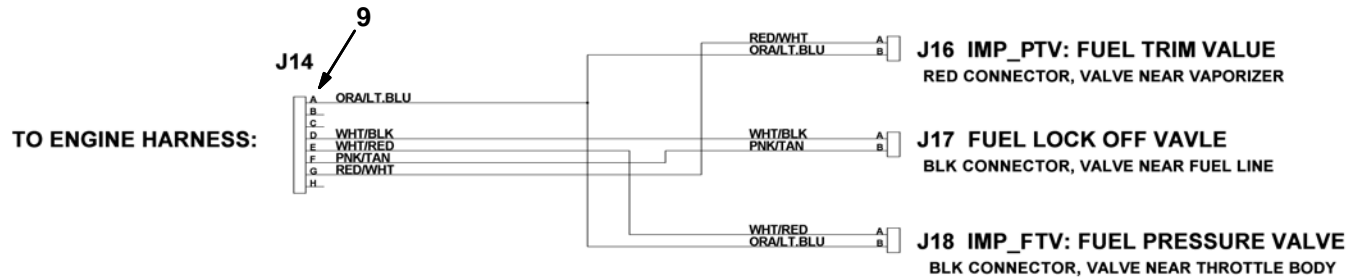 9
J14
TO ENGINE HARNESS:
A ORA/LT.BLU
B
C
D WHT/BLK
E WHT/RED
F PNK/TAN
G RED/WHT
H
RED/WHT A
ORA/LT.BLU B
J16 IMP_PTV: FUEL TRIM VALUE
RED CONNECTOR, VALVE NEAR VAPORIZER
WHT/BLK A
PNK/TAN B
J17 FUEL LOCK OFF VAVLE
BLK CONNECTOR, VALVE NEAR FUEL LINE
WHT/RED A
ORA/LT.BLU B
J18 IMP_FTV: FUEL PRESSURE VALVE
BLK CONNECTOR, VALVE NEAR THROTTLE BODY